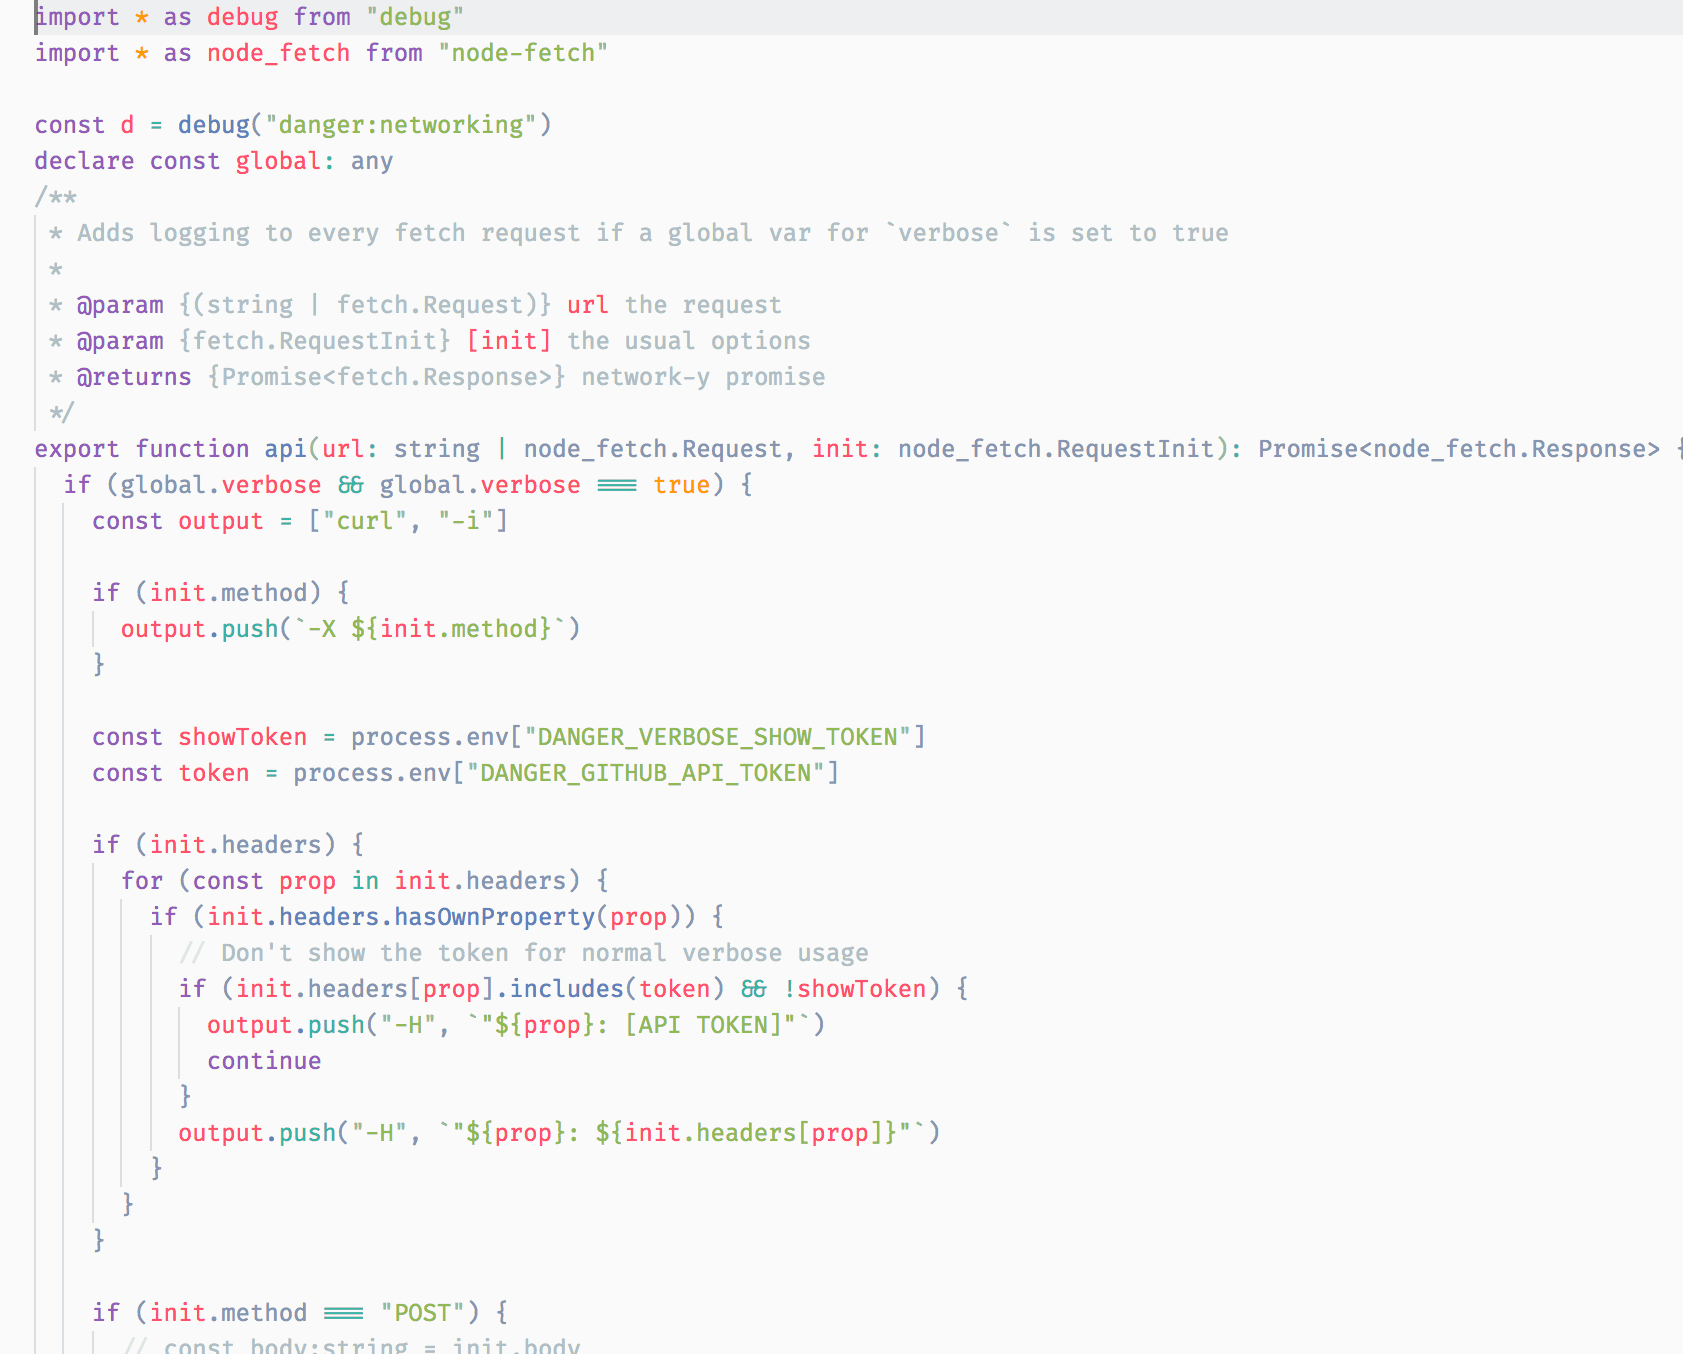 import * as debug from "debug"
import * as node_fetch from "node-fetch"
const d = debug("danger:networking")
declare const global: any
/**
* Adds logging to every fetch request if a global var for `verbose` is set to true
*
* @param {(string | fetch.Request)} url the request
* @param {fetch.RequestInit} [init] the usual options
* @returns {Promise<fetch.Response>} network-y promise
*/
export function api(url: string | node_fetch.Request, init: node_fetch.RequestInit): Promise<node_fetch.Response> {
if (global.verbose && global.verbose === true) {
const output = ["curl", "-i"]
if (init.method) {
output.push(`-X ${init.method}`)
}
const showToken = process.env["DANGER_VERBOSE_SHOW_TOKEN"]
const token = process.env["DANGER_GITHUB_API_TOKEN"]
if (init.headers) {
for (const prop in init.headers) {
if (init.headers.hasOwnProperty(prop)) {
// Don't show the token for normal verbose usage
if (init.headers[prop].includes(token) && !showToken) {
output.push("-H", `"${prop}: [API TOKEN]"`)
continue
}
output.push("-H", `"${prop}: ${init.headers[prop]}"`)
}
}
}
if (init.method === "POST") {
// const body:string = init.body